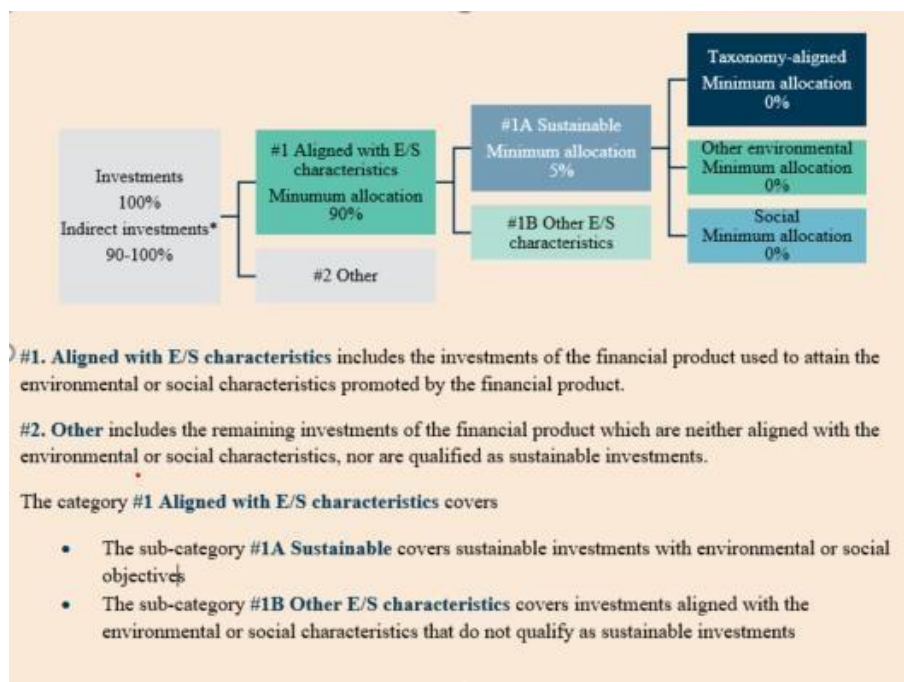 Investments
100%
Indirect investments*
90-100%
#1 Aligned with E/S
characteristics
Minumum allocation
90%
#2 Other
#1A Sustainable
Minimum allocation
5%
#1B Other E/S
characteristics
Taxonomy-aligned
Minimum allocation
0%
Other environmental
Minimum allocation
0%
Social
Minimum allocation
0%
#1. Aligned with E/S characteristics includes the investments of the financial product used to attain the
environmental or social characteristics promoted by the financial product.
#2. Other includes the remaining investments of the financial product which are neither aligned with the
environmental or social characteristics, nor are qualified as sustainable investments.
The category #1 Aligned with E/S characteristics covers
• The sub-category #1A Sustainable covers sustainable investments with environmental or social
objectives
• The sub-category #1B Other E/S characteristics covers investments aligned with the
environmental or social characteristics that do not qualify as sustainable investments